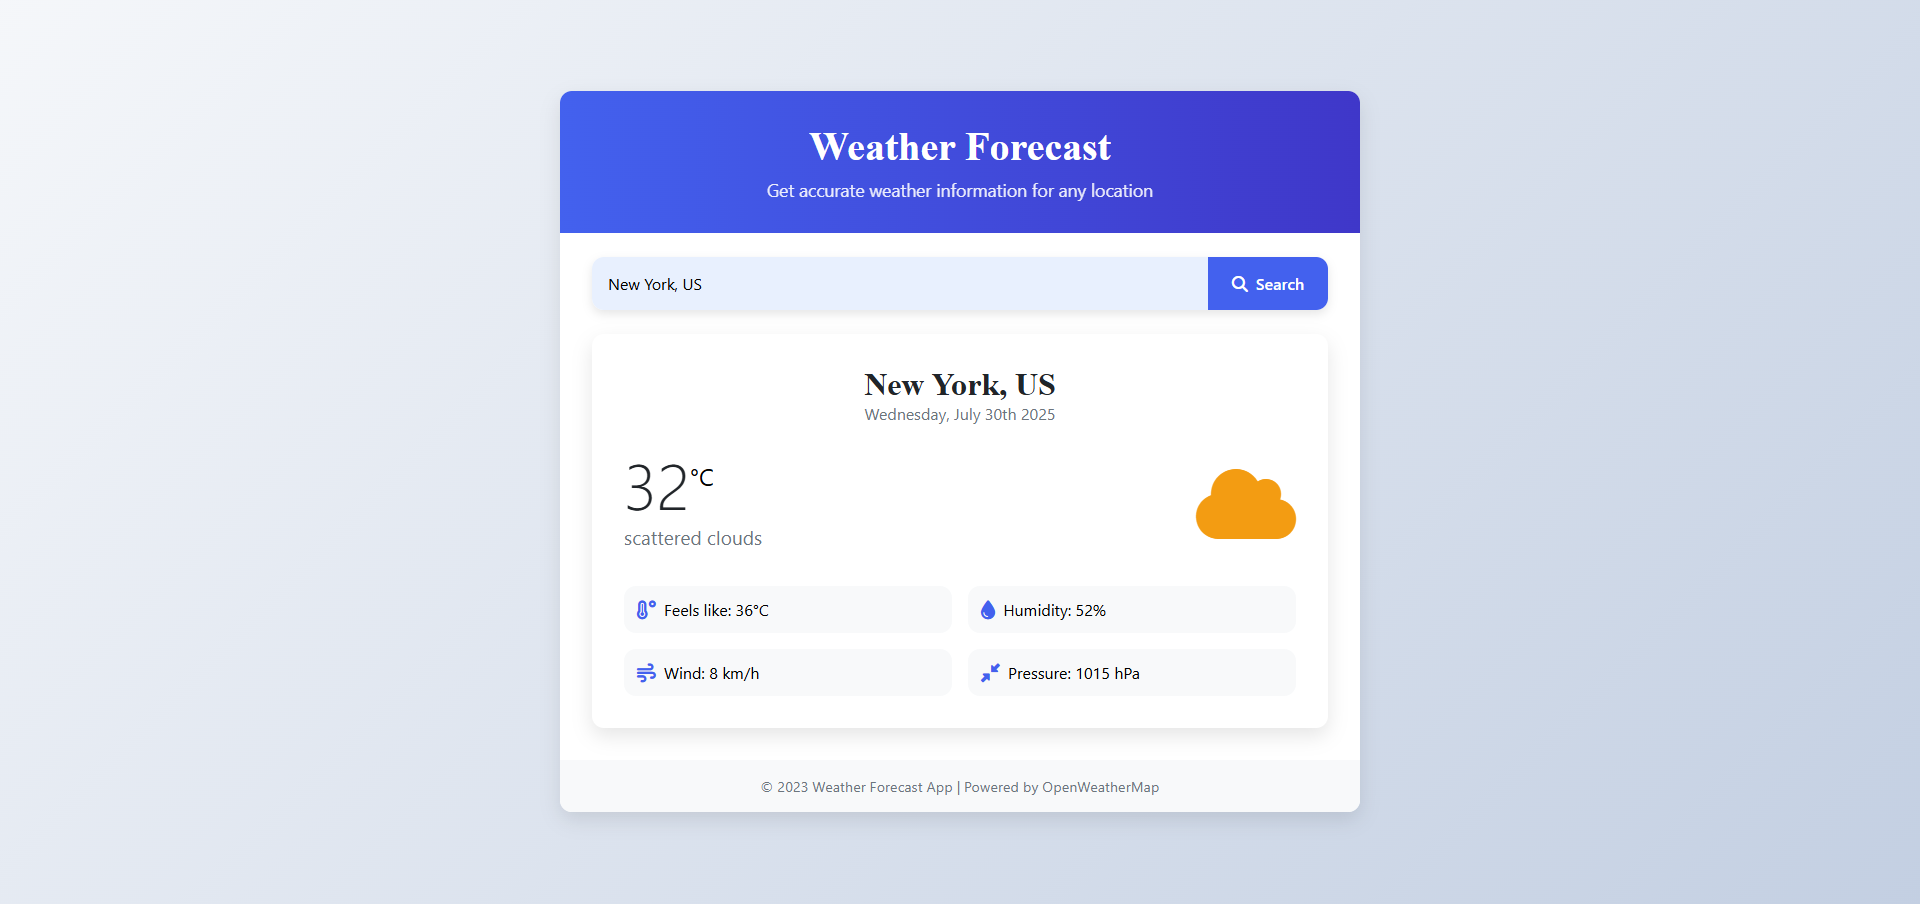 Weather Forecast
Get accurate weather information for any location
New York, US
Search
New York, US
Wednesday, July 30th 2025
32°C
scattered clouds
Feels like: 36°C
Humidity: 52%
Wind: 8 km/h
Pressure: 1015 hPa
© 2023 Weather Forecast App | Powered by OpenWeatherMap